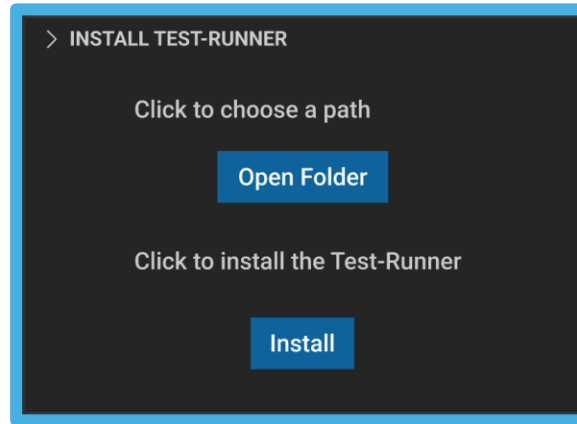 INSTALL TEST-RUNNER
Click to choose a path
Open Folder
Click to install the Test-Runner
Install